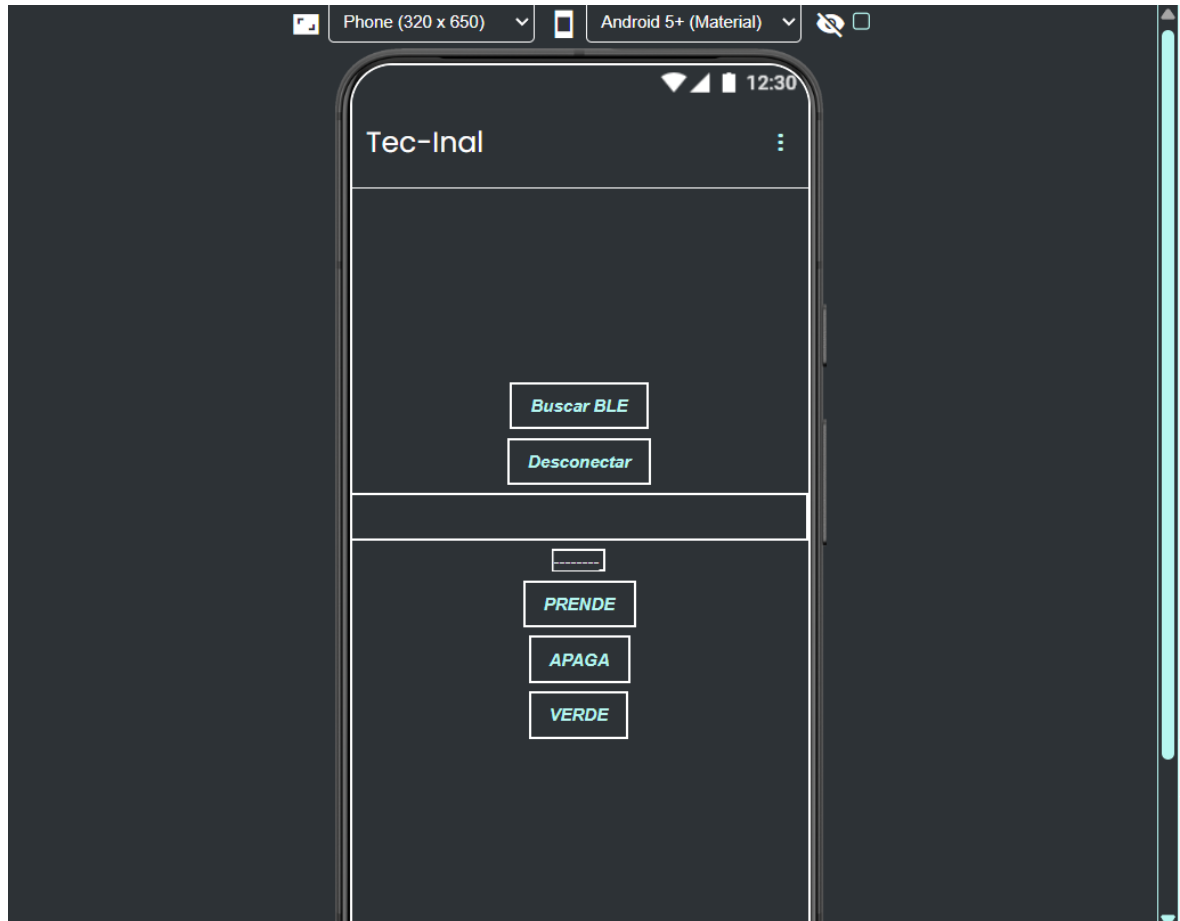 Phone (320 x 650) Android 5+ (Material)
12:30
Tec-Inal
Buscar BLE
Desconectar
--------
PRENDE
APAGA
VERDE